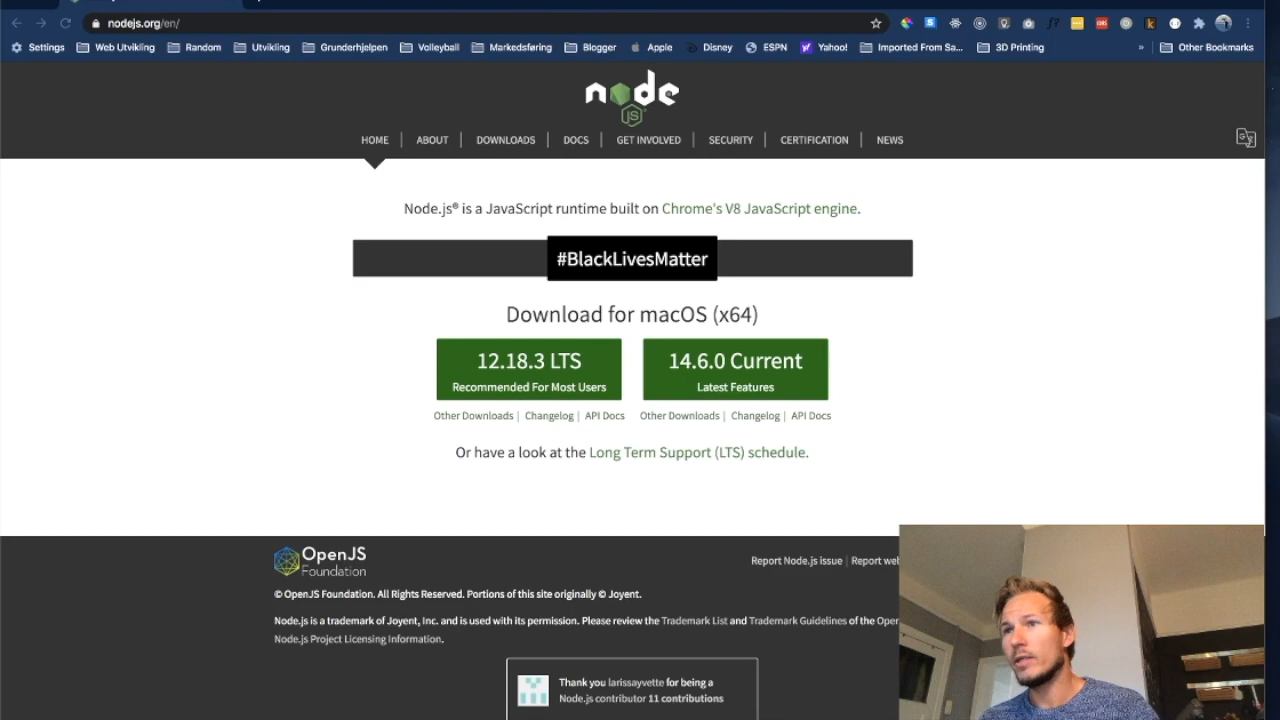 nodejs.org/en/
Settings Web Utvikling Random Utvikling Grunderhjelpen Volleyball Markedsføring Blogger Apple Disney ESPN Yahoo! Imported From Sa... 3D Printing » Other Bookmarks
node
JS
HOME | ABOUT | DOWNLOADS | DOCS | GET INVOLVED | SECURITY | CERTIFICATION | NEWS
Node.js® is a JavaScript runtime built on Chrome's V8 JavaScript engine.
#BlackLivesMatter
Download for macOS (x64)
12.18.3 LTS
Recommended For Most Users
14.6.0 Current
Latest Features
Other Downloads | Changelog | API Docs
Other Downloads | Changelog | API Docs
Or have a look at the Long Term Support (LTS) schedule.
OpenJS
Foundation
Report Node.js issue | Report web
© OpenJS Foundation. All Rights Reserved. Portions of this site originally © Joyent.
Node.js is a trademark of Joyent, Inc. and is used with its permission. Please review the Trademark List and Trademark Guidelines of the Open
Node.js Project Licensing Information.
Thank you larissayvette for being a
Node.js contributor 11 contributions